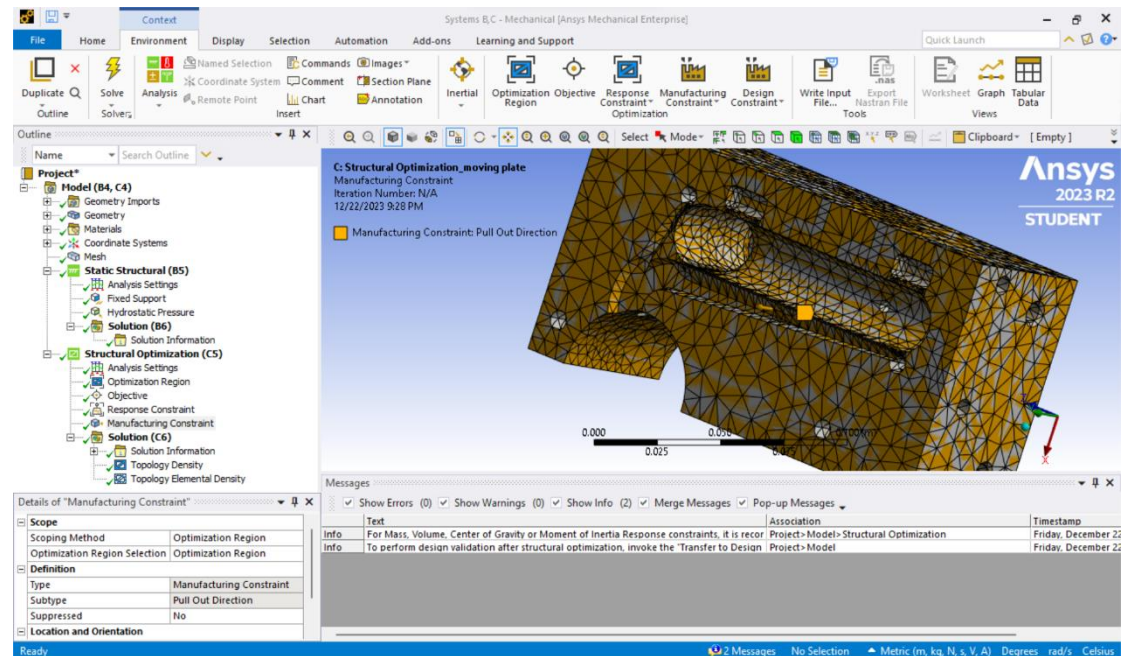 Context
Systems B,C - Mechanical [Ansys Mechanical Enterprise]
File Home Environment Display Selection Automation Add-ons Learning and Support Quick Launch
Duplicate Q Solve Analysis Named Selection Coordinate System Remote Point Commands Comment Chart Images Section Plane Annotation Inertial Optimization Region Objective Response Constraint Manufacturing Constraint Design Constraint Write Input File... Export Nastran File Worksheet Graph Tabular Data
.nas
Outline Solvers Insert Optimization Tools Views
Outline
Name Search Outline
Select Mode Clipboard [Empty]
Project*
Model (B4, C4)
Geometry Imports
Geometry
Materials
Coordinate Systems
Mesh
Static Structural (B5)
Analysis Settings
Fixed Support
Hydrostatic Pressure
Solution (B6)
Solution Information
Structural Optimization (C5)
Analysis Settings
Optimization Region
Objective
Response Constraint
Manufacturing Constraint
Solution (C6)
Solution Information
Topology Density
Topology Elemental Density
C: Structural Optimization_moving plate
Manufacturing Constraint
Iteration Number: N/A
12/22/2023 9:28 PM
Manufacturing Constraint: Pull Out Direction
Ansys
2023 R2
STUDENT
0.000
0.025
X
Details of "Manufacturing Constraint"
Scope
Scoping Method Optimization Region
Optimization Region Selection Optimization Region
Definition
Type Manufacturing Constraint
Subtype Pull Out Direction
Suppressed No
Location and Orientation
Messages
Show Errors (0) Show Warnings (0) Show Info (2) Merge Messages Pop-up Messages
Text Association Timestamp
Info For Mass, Volume, Center of Gravity or Moment of Inertia Response constraints, it is recor Project>Model>Structural Optimization Friday, December 22
Info To perform design validation after structural optimization, invoke the 'Transfer to Design Project>Model Friday, December 22
Ready 2 Messages No Selection Metric (m, kg, N, s, V, A) Degrees rad/s Celsius